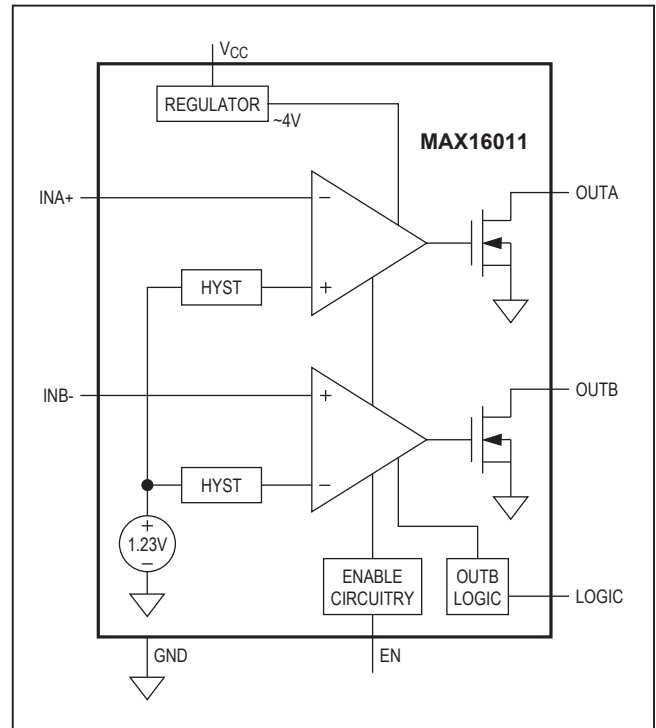 VCC
REGULATOR
~4V
MAX16011
INA+
−
OUTA
HYST
+
INB-
+
OUTB
HYST
−
+
1.23V
−
ENABLE
CIRCUITRY
OUTB
LOGIC
LOGIC
GND
EN